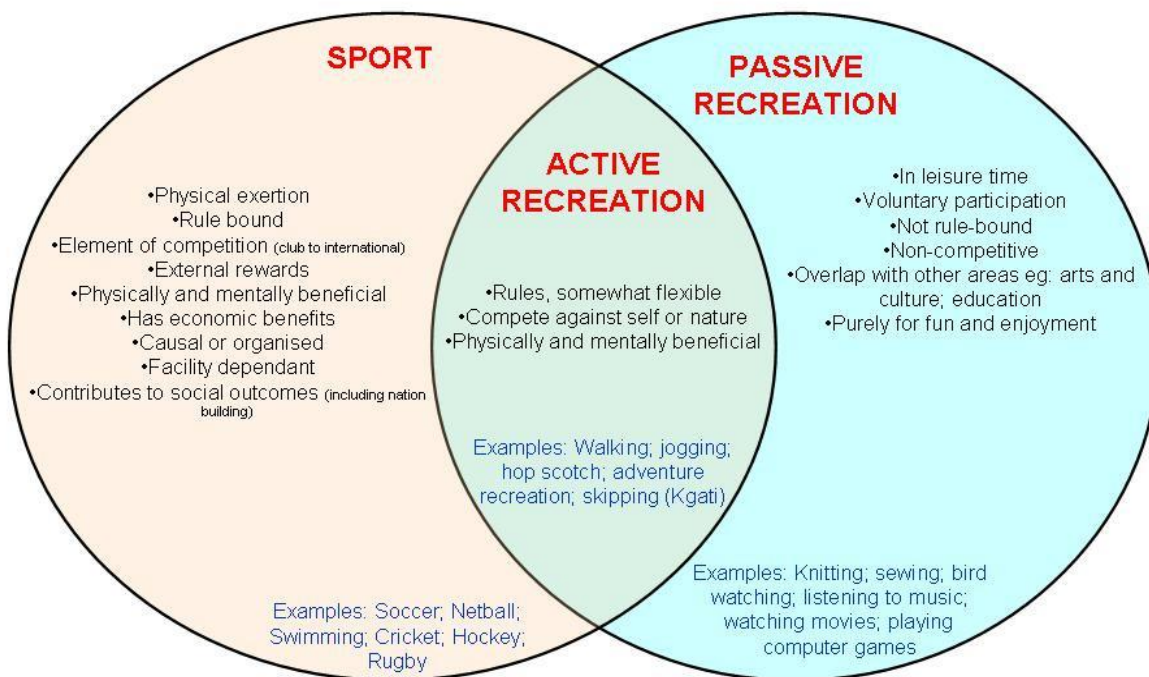 SPORT
•Physical exertion
•Rule bound
•Element of competition (club to international)
•External rewards
•Physically and mentally beneficial
•Has economic benefits
•Causal or organised
•Facility dependant
•Contributes to social outcomes (including nation
building)
Examples: Soccer; Netball;
Swimming; Cricket; Hockey;
Rugby
ACTIVE
RECREATION
•Rules, somewhat flexible
•Compete against self or nature
•Physically and mentally beneficial
Examples: Walking; jogging;
hop scotch; adventure
recreation; skipping (Kgati)
PASSIVE
RECREATION
•In leisure time
•Voluntary participation
•Not rule-bound
•Non-competitive
•Overlap with other areas eg: arts and
culture; education
•Purely for fun and enjoyment
Examples: Knitting; sewing; bird
watching; listening to music;
watching movies; playing
computer games